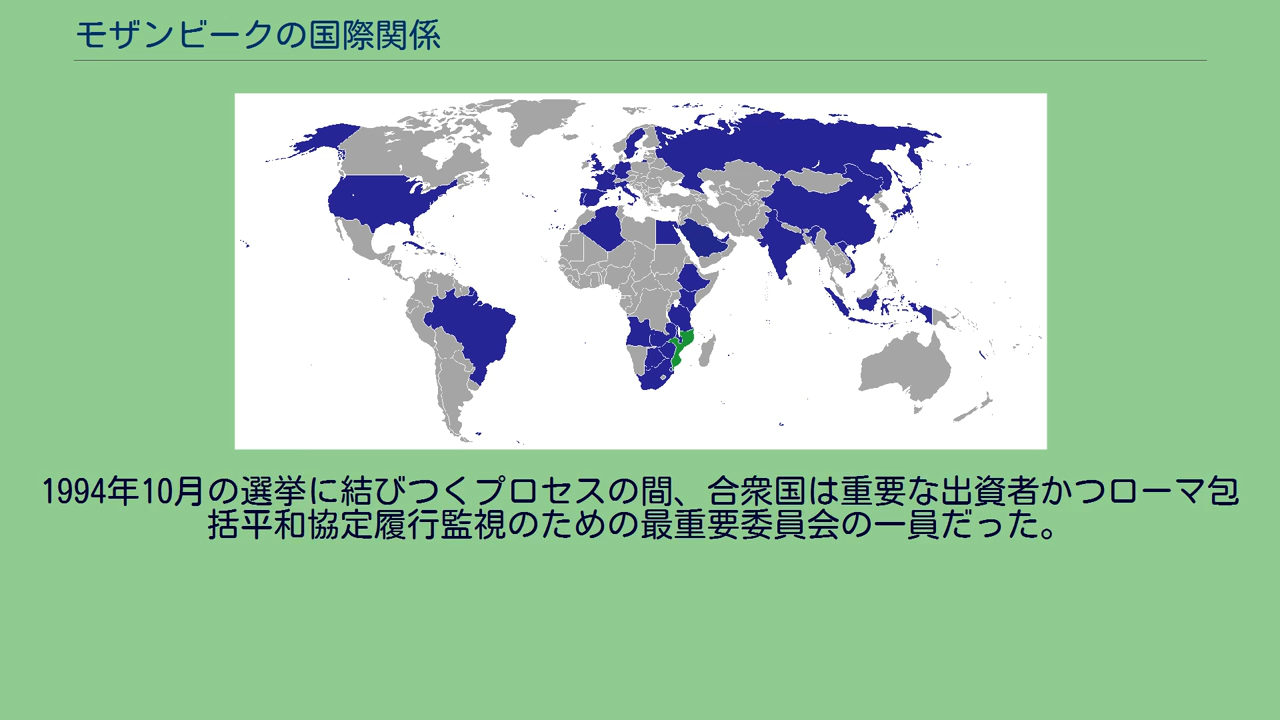 モザンビークの国際関係
1994年10月の選挙に結びつくプロセスの間、合衆国は重要な出資者かつローマ包
括平和協定履行監視のための最重要委員会の一員だった。